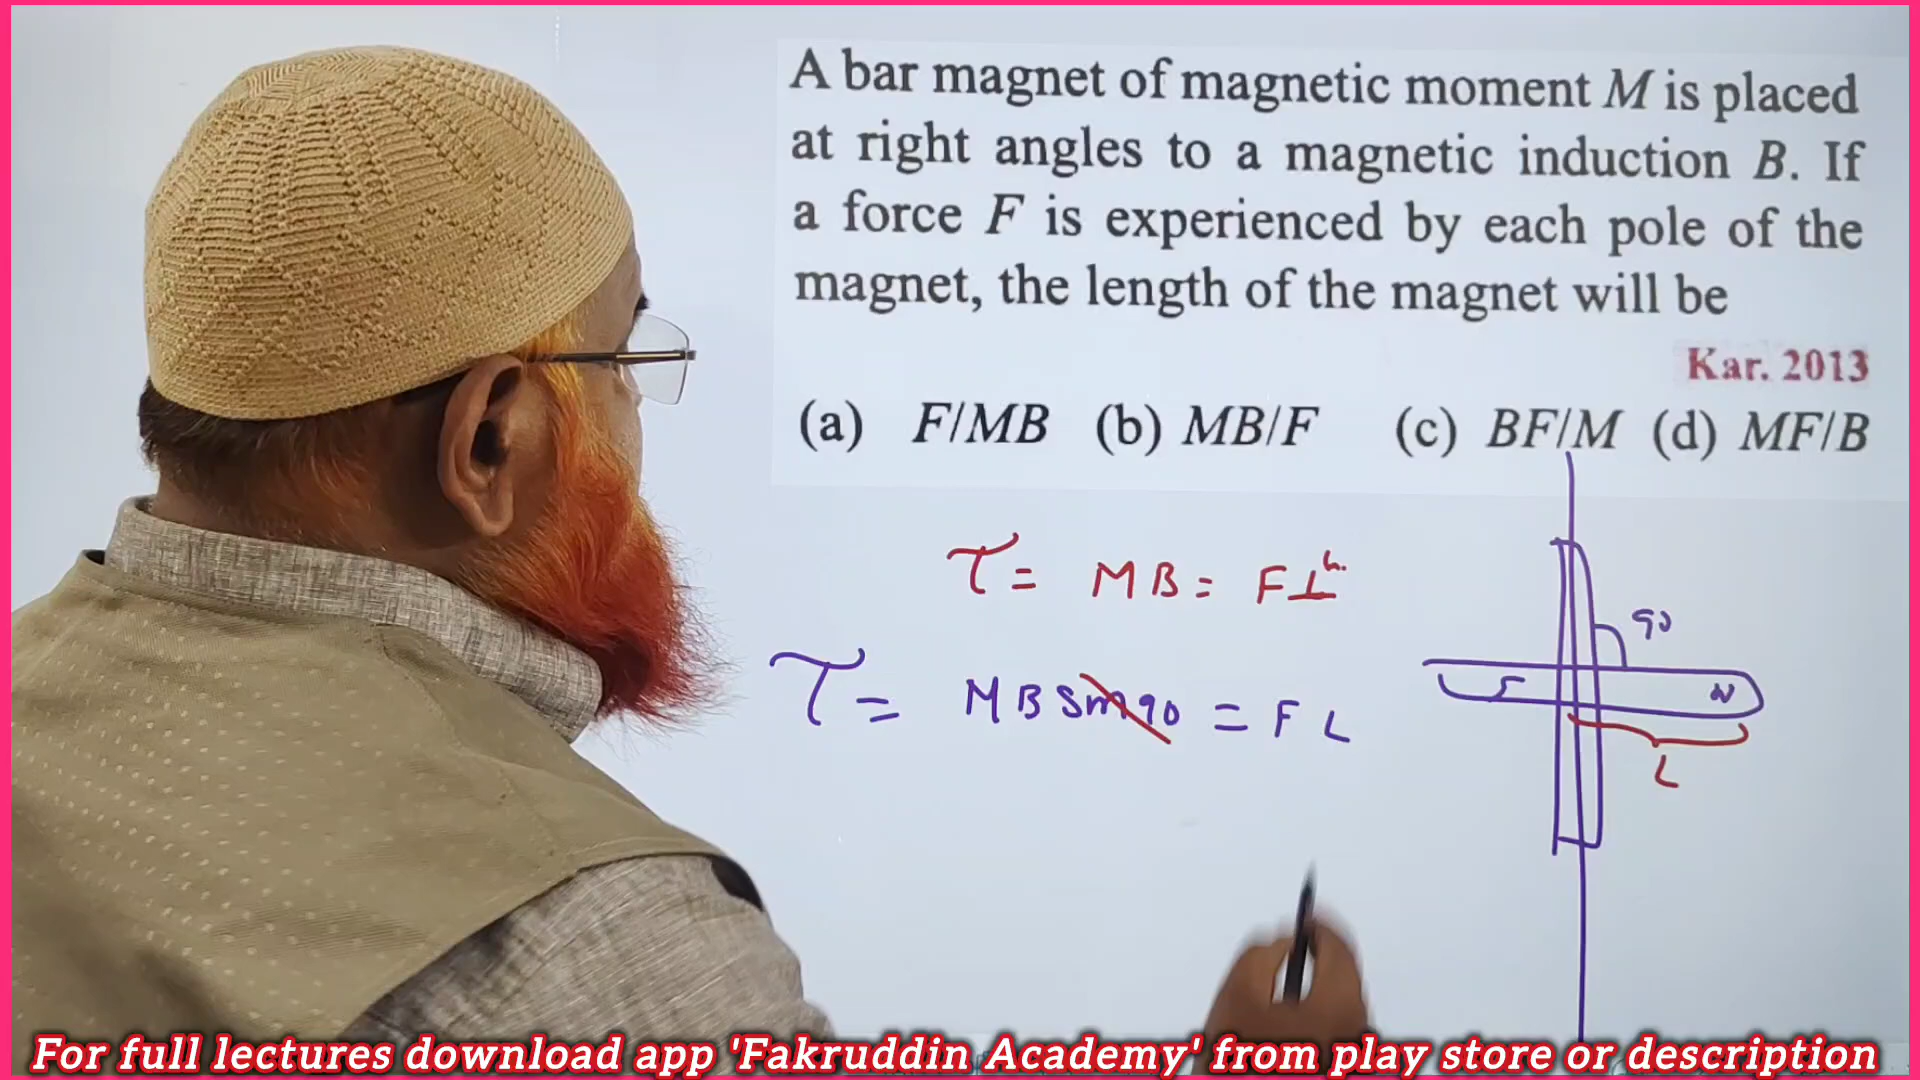 A bar magnet of magnetic moment M is placed
at right angles to a magnetic induction B. If
a force F is experienced by each pole of the
magnet, the length of the magnet will be
Kar. 2013
(a) F/MB (b) MB/F (c) BF/M (d) MF/B
τ = MB = F⊥
τ = MB Sin90 = FL
90
N
L
For full lectures download app 'Fakruddin Academy' from play store or description